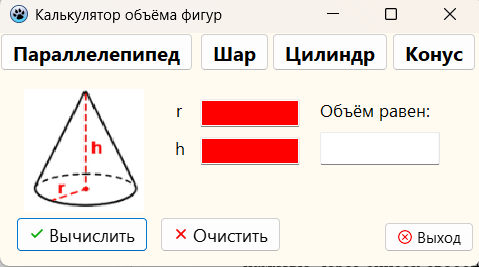 Калькулятор объёма фигур
Параллелепипед Шар Цилиндр Конус
r Объём равен:
h
h
r
Вычислить Очистить Выход